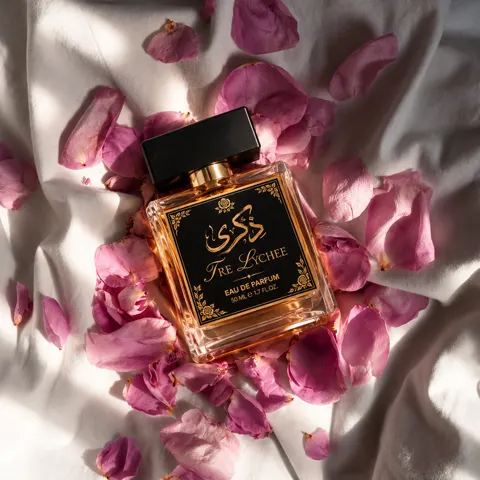 ذكرى
TRE LYCHEE
EAU DE PARFUM
50 ML ℮ 1.7 FL.OZ.